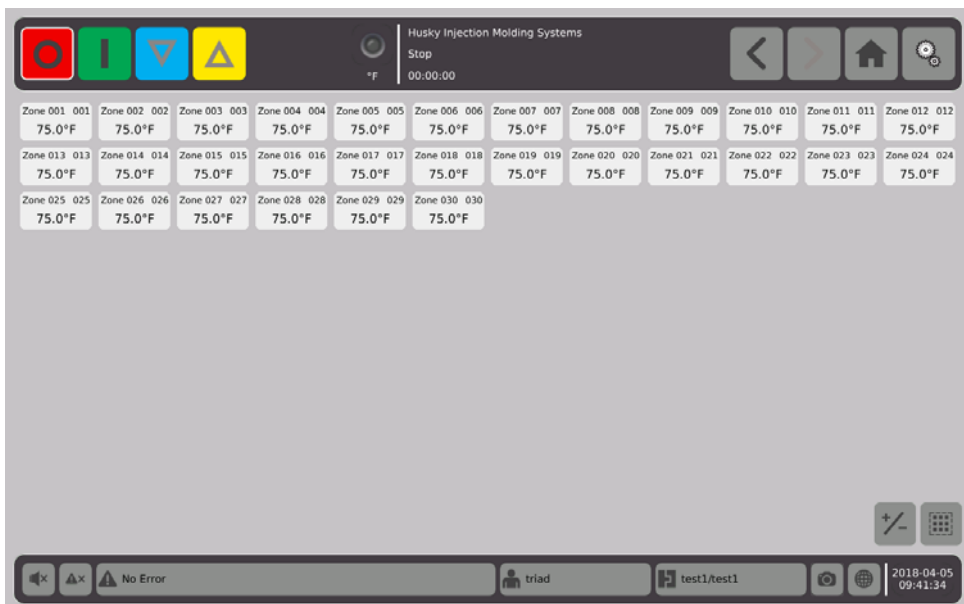 Husky Injection Molding Systems
Stop
°F 00:00:00
Zone 001 001 Zone 002 002 Zone 003 003 Zone 004 004 Zone 005 005 Zone 006 006 Zone 007 007 Zone 008 008 Zone 009 009 Zone 010 010 Zone 011 011 Zone 012 012
75.0°F 75.0°F 75.0°F 75.0°F 75.0°F 75.0°F 75.0°F 75.0°F 75.0°F 75.0°F 75.0°F 75.0°F
Zone 013 013 Zone 014 014 Zone 015 015 Zone 016 016 Zone 017 017 Zone 018 018 Zone 019 019 Zone 020 020 Zone 021 021 Zone 022 022 Zone 023 023 Zone 024 024
75.0°F 75.0°F 75.0°F 75.0°F 75.0°F 75.0°F 75.0°F 75.0°F 75.0°F 75.0°F 75.0°F 75.0°F
Zone 025 025 Zone 026 026 Zone 027 027 Zone 028 028 Zone 029 029 Zone 030 030
75.0°F 75.0°F 75.0°F 75.0°F 75.0°F 75.0°F
+/-
No Error triad test1/test1 2018-04-05
09:41:34